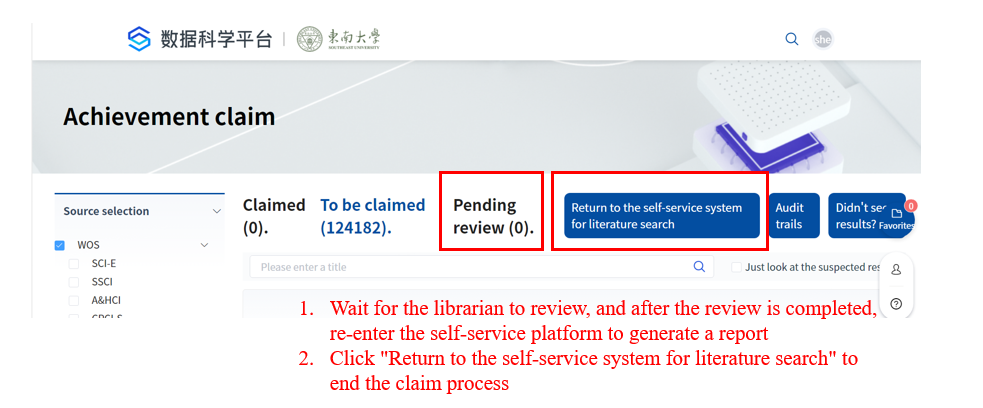 数据科学平台
東南大學
SOUTHEAST UNIVERSITY
she
Achievement claim
Source selection
WOS
SCI-E
SSCI
A&HCI
Claimed
(0).
To be claimed
(124182).
Pending
review (0).
Return to the self-service system
for literature search
Audit
trails
Didn't see
results?
0
Favorites
Please enter a title
Just look at the suspected res
1. Wait for the librarian to review, and after the review is completed,
re-enter the self-service platform to generate a report
2. Click "Return to the self-service system for literature search" to
end the claim process